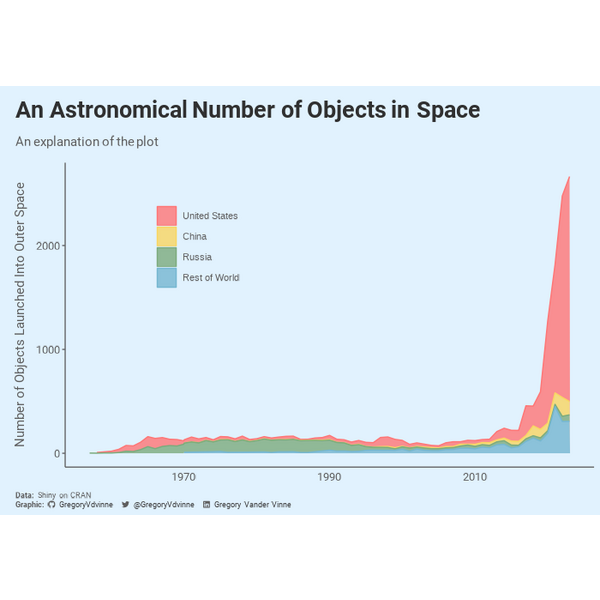 An Astronomical Number of Objects in Space
An explanation of the plot
Number of Objects Launched Into Outer Space
2000
1000
0
United States
China
Russia
Rest of World
1970
1990
2010
Data: Shiny on CRAN
Graphic: GregoryVdvinne @GregoryVdvinne Gregory Vander Vinne